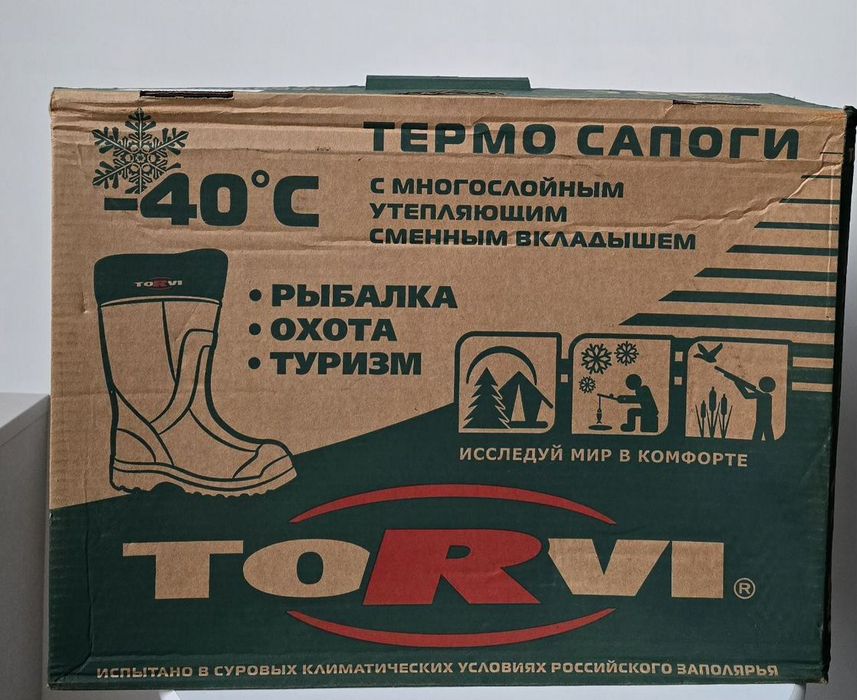 ТЕРМО САПОГИ
-40°C
С МНОГОСЛОЙНЫМ
УТЕПЛЯЮЩИМ
СМЕННЫМ ВКЛАДЫШЕМ
TORVI
• РЫБАЛКА
• ОХОТА
• ТУРИЗМ
ИССЛЕДУЙ МИР В КОМФОРТЕ
TORVI®
ИСПЫТАНО В СУРОВЫХ КЛИМАТИЧЕСКИХ УСЛОВИЯХ РОССИЙСКОГО ЗАПОЛЯРЬЯ